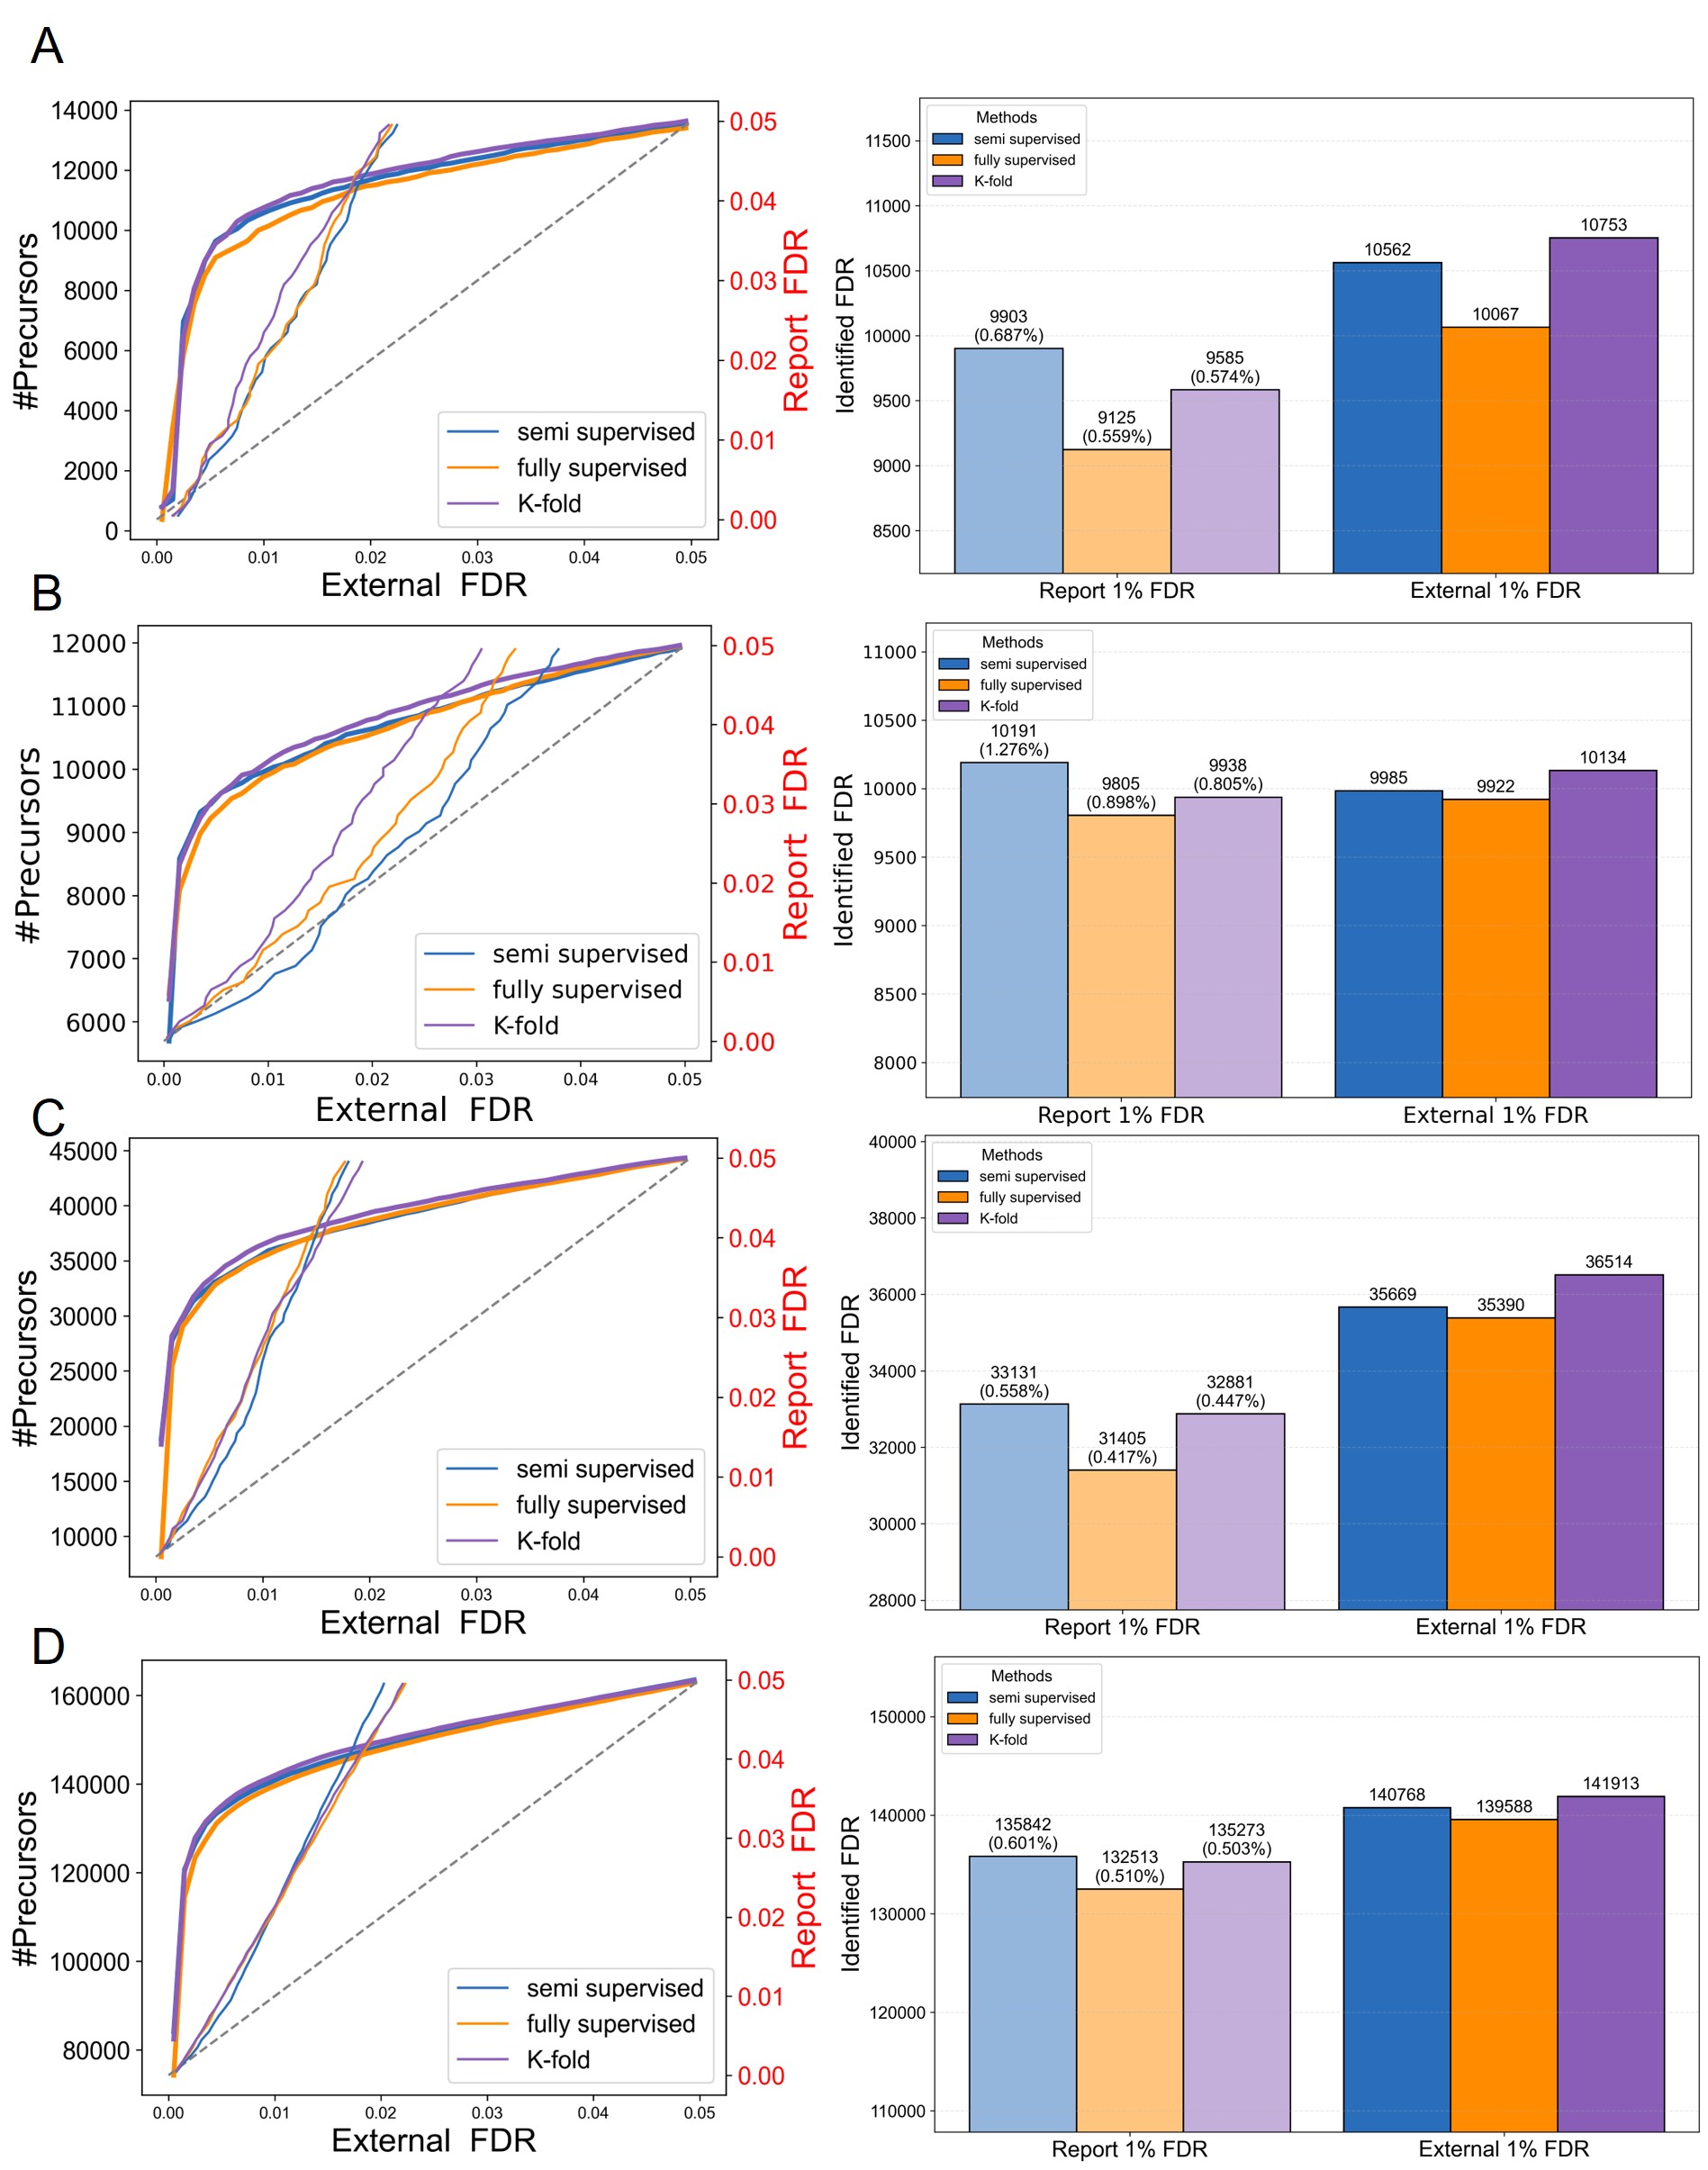 A
14000
12000
10000
8000
6000
4000
2000
0
#Precursors
0.05
0.04
0.03
0.02
0.01
0.00
Report FDR
semi supervised
fully supervised
K-fold
0.00 0.01 0.02 0.03 0.04 0.05
External FDR
Methods
semi supervised
fully supervised
K-fold
11500
11000
10500
10000
9500
9000
8500
Identified FDR
9903
(0.687%)
9125
(0.559%)
9585
(0.574%)
10562
10067
10753
Report 1% FDR
External 1% FDR
B
12000
11000
10000
9000
8000
7000
6000
#Precursors
0.05
0.04
0.03
0.02
0.01
0.00
Report FDR
semi supervised
fully supervised
K-fold
0.00 0.01 0.02 0.03 0.04 0.05
External FDR
Methods
semi supervised
fully supervised
K-fold
11000
10500
10000
9500
9000
8500
8000
Identified FDR
10191
(1.276%)
9805
(0.898%)
9938
(0.805%)
9985
9922
10134
Report 1% FDR
External 1% FDR
C
45000
40000
35000
30000
25000
20000
15000
10000
#Precursors
0.05
0.04
0.03
0.02
0.01
0.00
Report FDR
semi supervised
fully supervised
K-fold
0.00 0.01 0.02 0.03 0.04 0.05
External FDR
Methods
semi supervised
fully supervised
K-fold
40000
38000
36000
34000
32000
30000
28000
Identified FDR
33131
(0.558%)
31405
(0.417%)
32881
(0.447%)
35669
35390
36514
Report 1% FDR
External 1% FDR
D
160000
140000
120000
100000
80000
#Precursors
0.05
0.04
0.03
0.02
0.01
0.00
Report FDR
semi supervised
fully supervised
K-fold
0.00 0.01 0.02 0.03 0.04 0.05
External FDR
Methods
semi supervised
fully supervised
K-fold
150000
140000
130000
120000
110000
Identified FDR
135842
(0.601%)
132513
(0.510%)
135273
(0.503%)
140768
139588
141913
Report 1% FDR
External 1% FDR